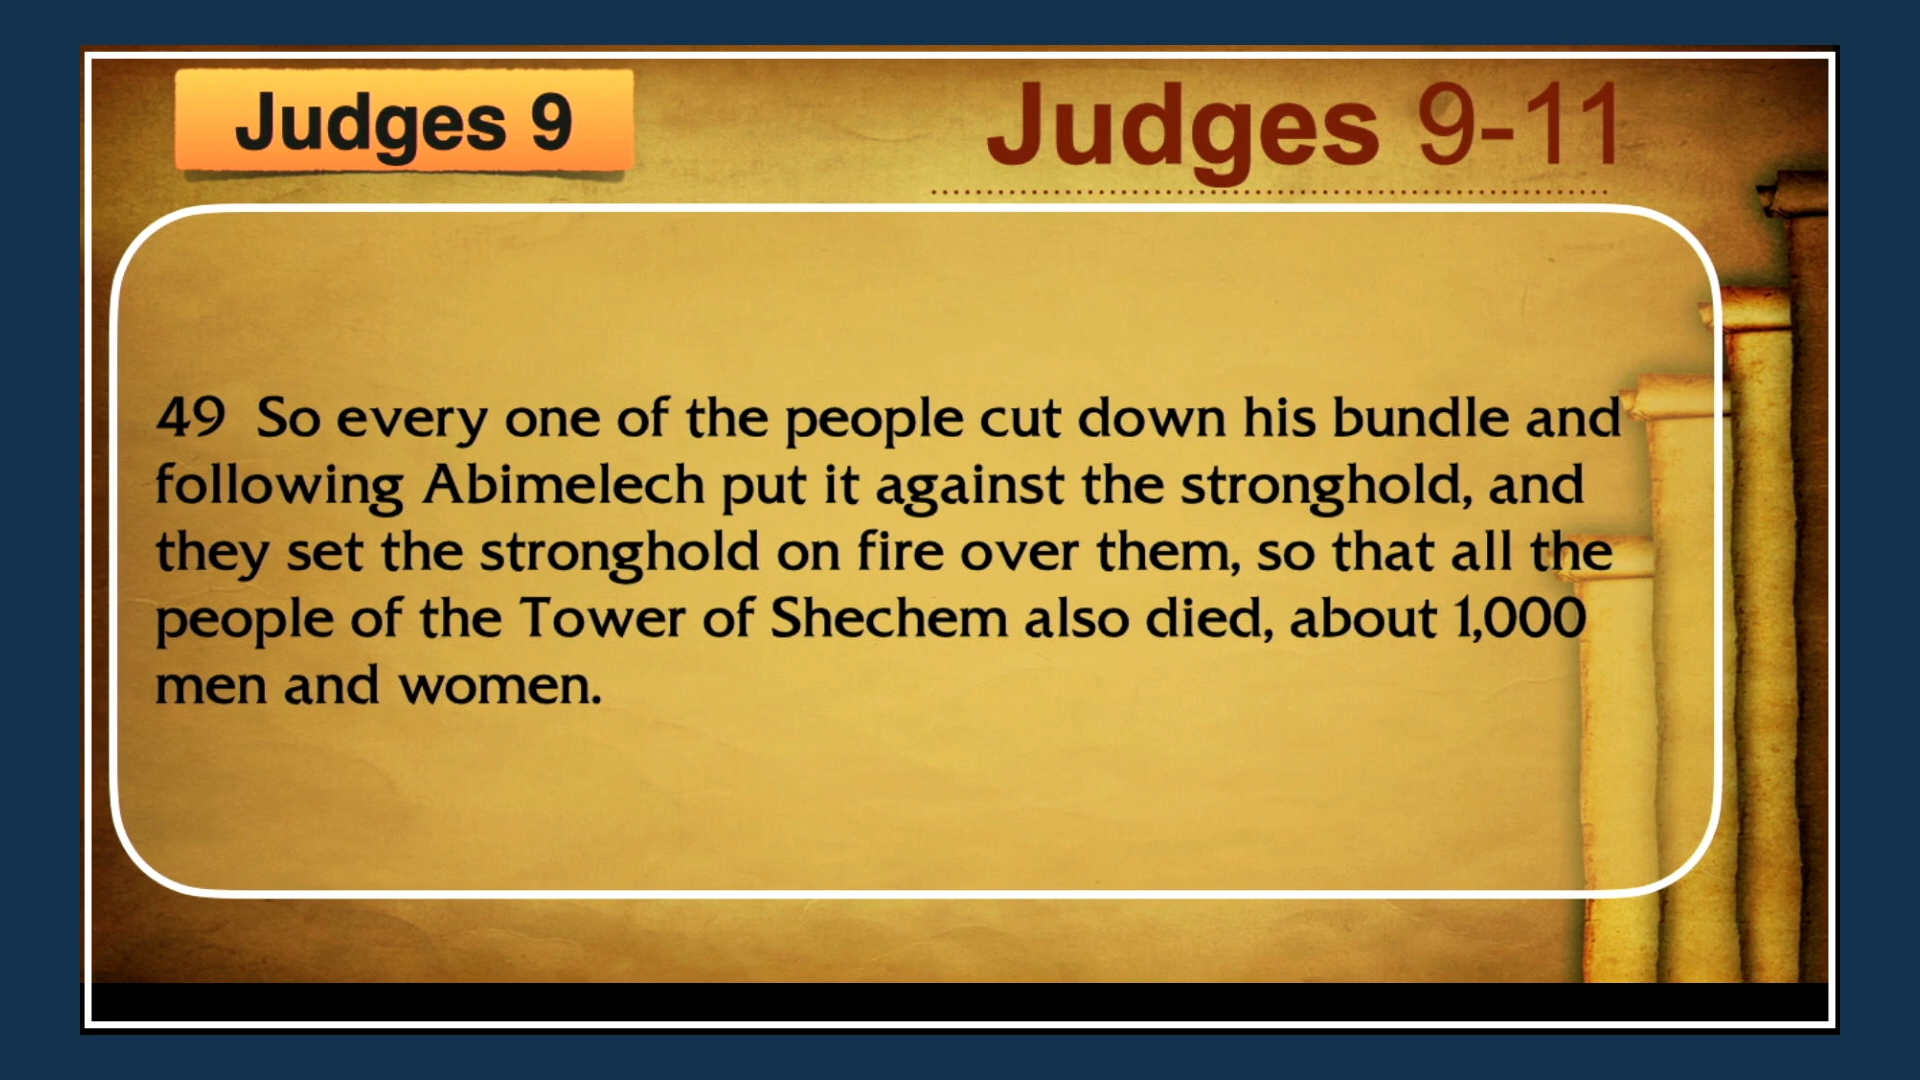 Judges 9
Judges 9-11
49 So every one of the people cut down his bundle and
following Abimelech put it against the stronghold, and
they set the stronghold on fire over them, so that all the
people of the Tower of Shechem also died, about 1,000
men and women.